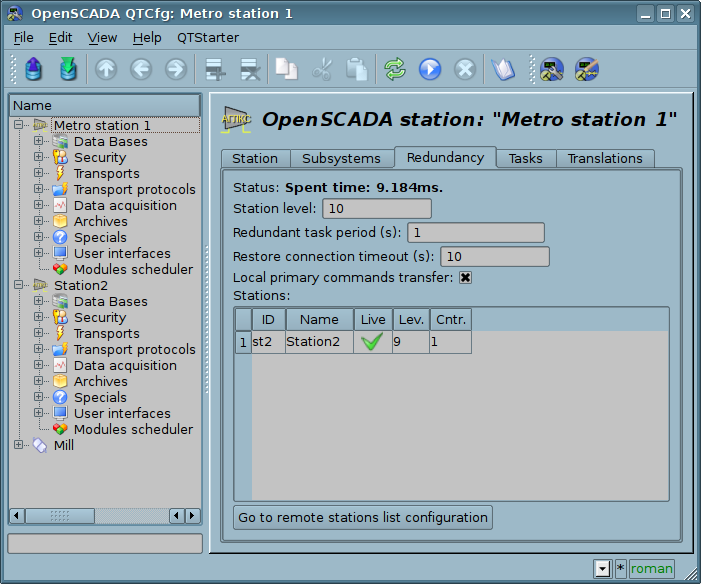 OpenSCADA QTCfg: Metro station 1
File Edit View Help QTStarter
Name
Metro station 1
Data Bases
Security
Transports
Transport protocols
Data acquisition
Archives
Specials
User interfaces
Modules scheduler
Station2
Data Bases
Security
Transports
Transport protocols
Data acquisition
Archives
Specials
User interfaces
Modules scheduler
Mill
АГІКС
OpenSCADA station: "Metro station 1"
Station Subsystems Redundancy Tasks Translations
Status: Spent time: 9.184ms.
Station level: 10
Redundant task period (s): 1
Restore connection timeout (s): 10
Local primary commands transfer:
Stations:
ID Name Live Lev. Cntr.
1 st2 Station2 9 1
Go to remote stations list configuration
* roman